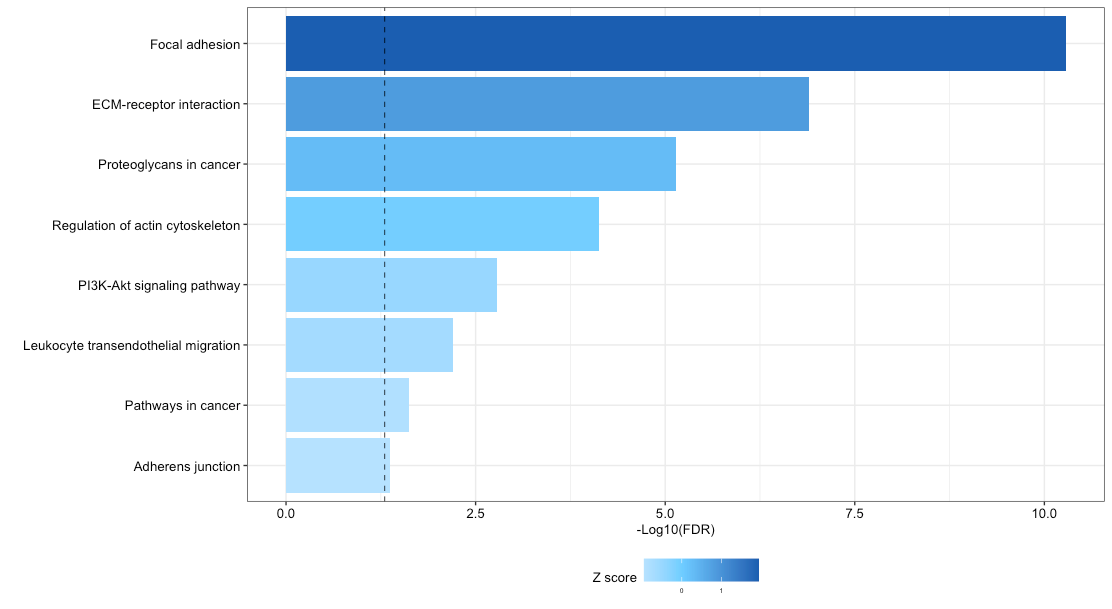 Focal adhesion
ECM-receptor interaction
Proteoglycans in cancer
Regulation of actin cytoskeleton
PI3K-Akt signaling pathway
Leukocyte transendothelial migration
Pathways in cancer
Adherens junction
0.0 2.5 5.0 7.5 10.0
-Log10(FDR)
Z score
0 1